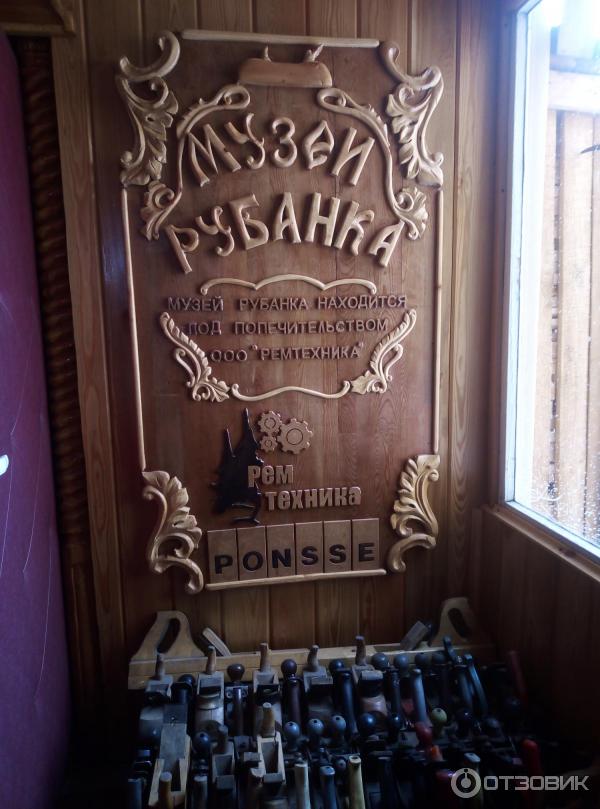 МУЗЕЙ
РУБАНКА
МУЗЕЙ РУБАНКА НАХОДИТСЯ
ПОД ПОПЕЧИТЕЛЬСТВОМ
ООО "РЕМТЕХНИКА"
Рем
техника
PONSSE
ОТЗОВИК